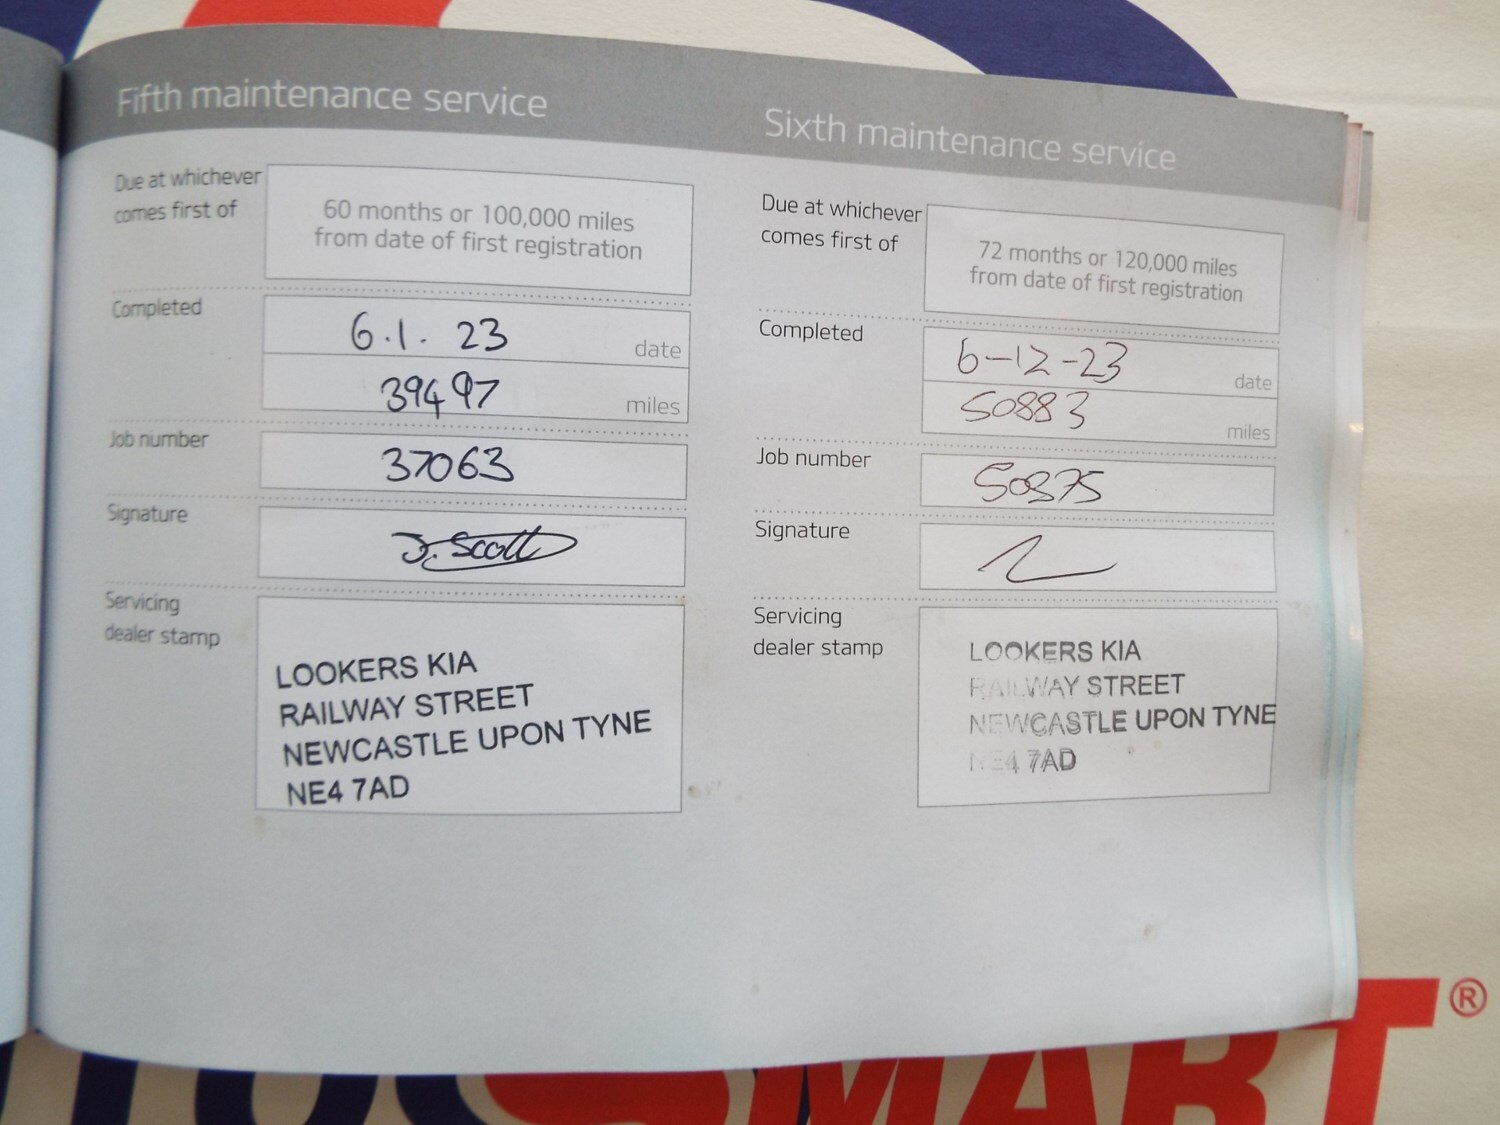 Fifth maintenance service
Due at whichever
comes first of
60 months or 100,000 miles
from date of first registration
Completed
6.1.23
date
39497
miles
Job number
37063
Signature
J. Scott
Servicing
dealer stamp
LOOKERS KIA
RAILWAY STREET
NEWCASTLE UPON TYNE
NE4 7AD
Sixth maintenance service
Due at whichever
comes first of
72 months or 120,000 miles
from date of first registration
Completed
6-12-23
date
50883
miles
Job number
50875
Signature
Servicing
dealer stamp
LOOKERS KIA
RAILWAY STREET
NEWCASTLE UPON TYNE
NE4 7AD
MART®